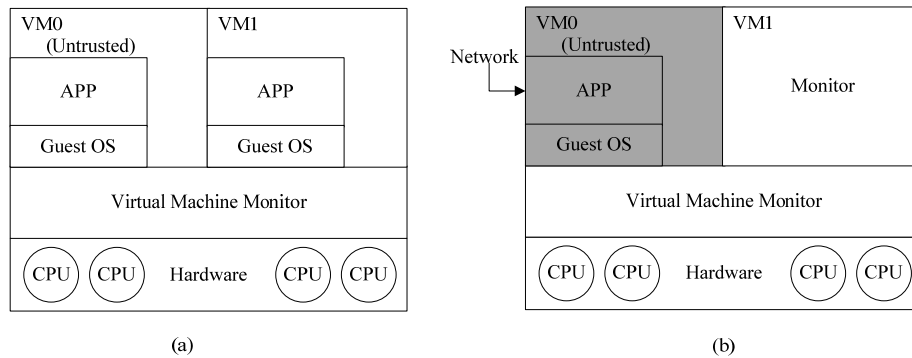 VM0
(Untrusted)
APP
Guest OS
VM1
APP
Guest OS
Virtual Machine Monitor
CPU CPU Hardware CPU CPU
(a)
Network
VM0
(Untrusted)
APP
Guest OS
VM1
Monitor
Virtual Machine Monitor
CPU CPU Hardware CPU CPU
(b)